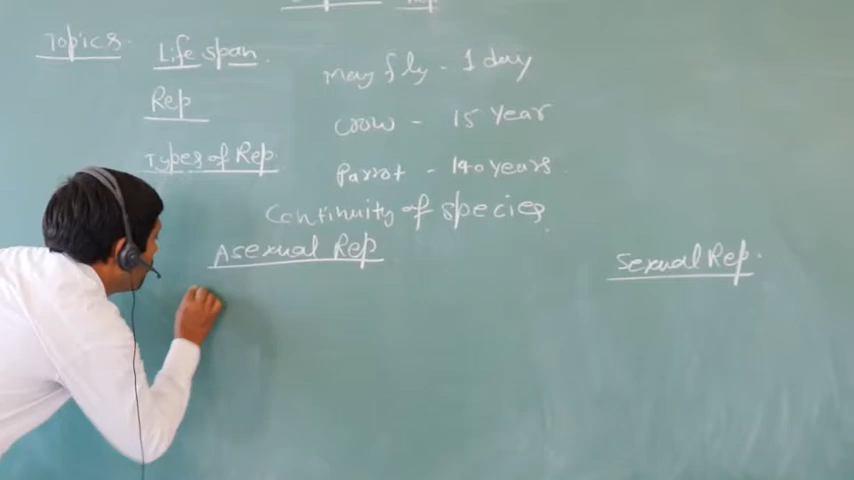 Topics
Life span.
Rep
Types of Rep
May fly - 1 day
Crow - 15 Year
Parrot - 140 years
Continuity of species.
Asexual Rep
Sexual Rep.